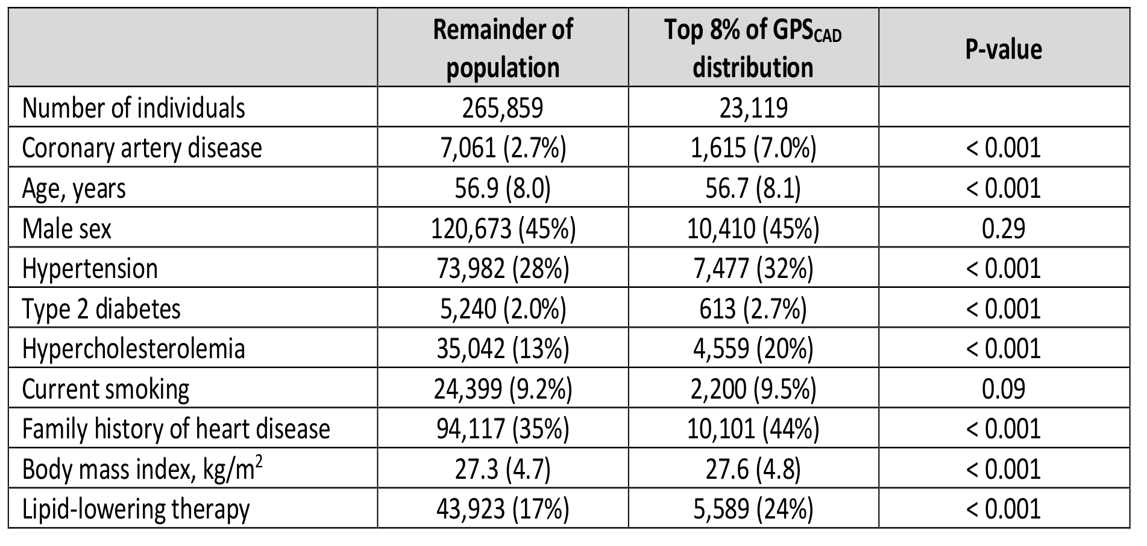 Remainder of population Top 8% of GPSCAD distribution P-value
Number of individuals 265,859 23,119
Coronary artery disease 7,061 (2.7%) 1,615 (7.0%) < 0.001
Age, years 56.9 (8.0) 56.7 (8.1) < 0.001
Male sex 120,673 (45%) 10,410 (45%) 0.29
Hypertension 73,982 (28%) 7,477 (32%) < 0.001
Type 2 diabetes 5,240 (2.0%) 613 (2.7%) < 0.001
Hypercholesterolemia 35,042 (13%) 4,559 (20%) < 0.001
Current smoking 24,399 (9.2%) 2,200 (9.5%) 0.09
Family history of heart disease 94,117 (35%) 10,101 (44%) < 0.001
Body mass index, kg/m2 27.3 (4.7) 27.6 (4.8) < 0.001
Lipid-lowering therapy 43,923 (17%) 5,589 (24%) < 0.001